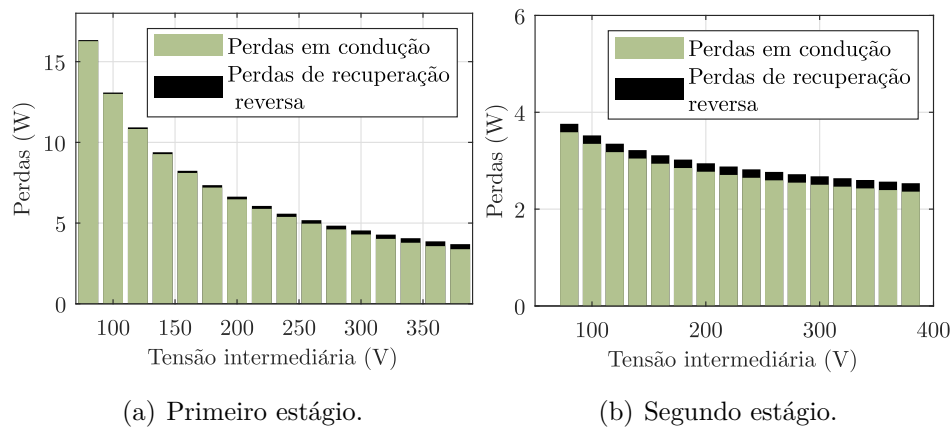 Perdas em condução
Perdas de recuperação
reversa
Perdas (W)
15
10
5
0
100 150 200 250 300 350
Tensão intermediária (V)
(a) Primeiro estágio.
Perdas em condução
Perdas de recuperação
reversa
Perdas (W)
6
4
2
0
100 200 300 400
Tensão intermediária (V)
(b) Segundo estágio.